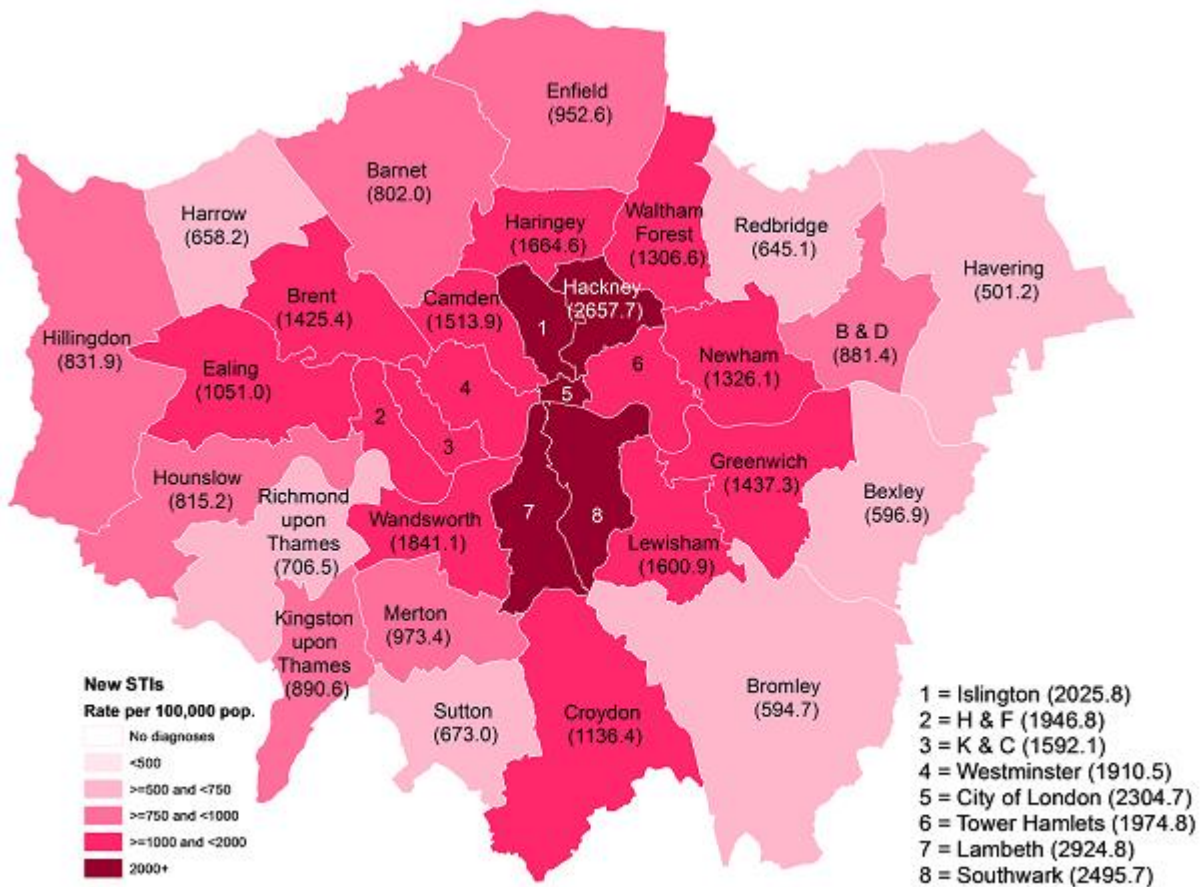 Enfield
(952.6)
Barnet
(802.0)
Harrow
(658.2)
Haringey
(1664.6)
Waltham
Forest
(1306.6)
Redbridge
(645.1)
Havering
(501.2)
Hillingdon
(831.9)
Brent
(1425.4)
Camden
(1513.9)
Hackney
(2657.7)
1
B & D
(881.4)
Ealing
(1051.0)
Newham
(1326.1)
6
4
5
2
3
Hounslow
(815.2)
Richmond
upon
Thames
(706.5)
Wandsworth
(1841.1)
7
8
Greenwich
(1437.3)
Lewisham
(1600.9)
Bexley
(596.9)
Kingston
upon
Thames
(890.6)
Merton
(973.4)
Sutton
(673.0)
Croydon
(1136.4)
Bromley
(594.7)
New STIs
Rate per 100,000 pop.
No diagnoses
<500
>=500 and <750
>=750 and <1000
>=1000 and <2000
2000+
1 = Islington (2025.8)
2 = H & F (1946.8)
3 = K & C (1592.1)
4 = Westminster (1910.5)
5 = City of London (2304.7)
6 = Tower Hamlets (1974.8)
7 = Lambeth (2924.8)
8 = Southwark (2495.7)